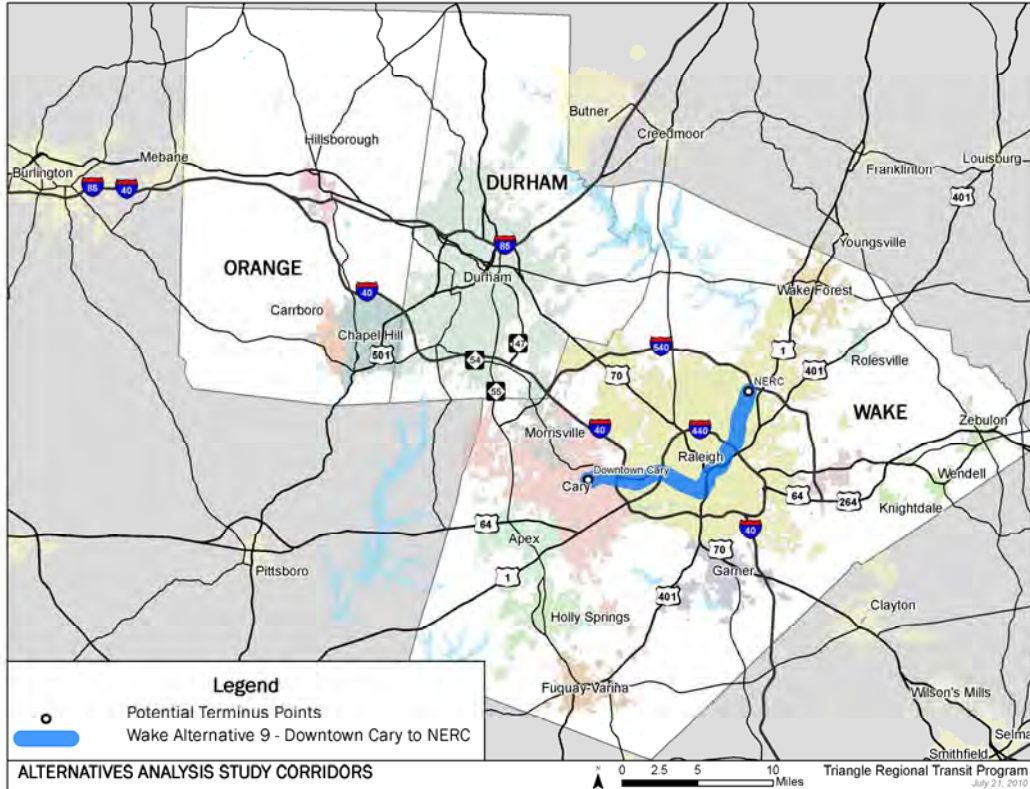 Butner
Creedmoor
Hillsborough
Mebane
Burlington
85
40
Franklinton
Louisburg
401
DURHAM
Youngsville
ORANGE
85
Durham
40
Wake Forest
Carrboro
Chapel Hill
501
54
147
540
70
1
401
Rolesville
55
NERC
WAKE
Morrisville
40
440
Raleigh
Zebulon
Downtown Cary
Cary
Wendell
64
264
Knightdale
64
Apex
40
70
Garner
Pittsboro
1
401
Clayton
Holly Springs
Fuquay-Varina
Wilson's Mills
Selma
Smithfield
Legend
Potential Terminus Points
Wake Alternative 9 - Downtown Cary to NERC
ALTERNATIVES ANALYSIS STUDY CORRIDORS
N
0 2.5 5 10
Miles
Triangle Regional Transit Program
July 21, 2010